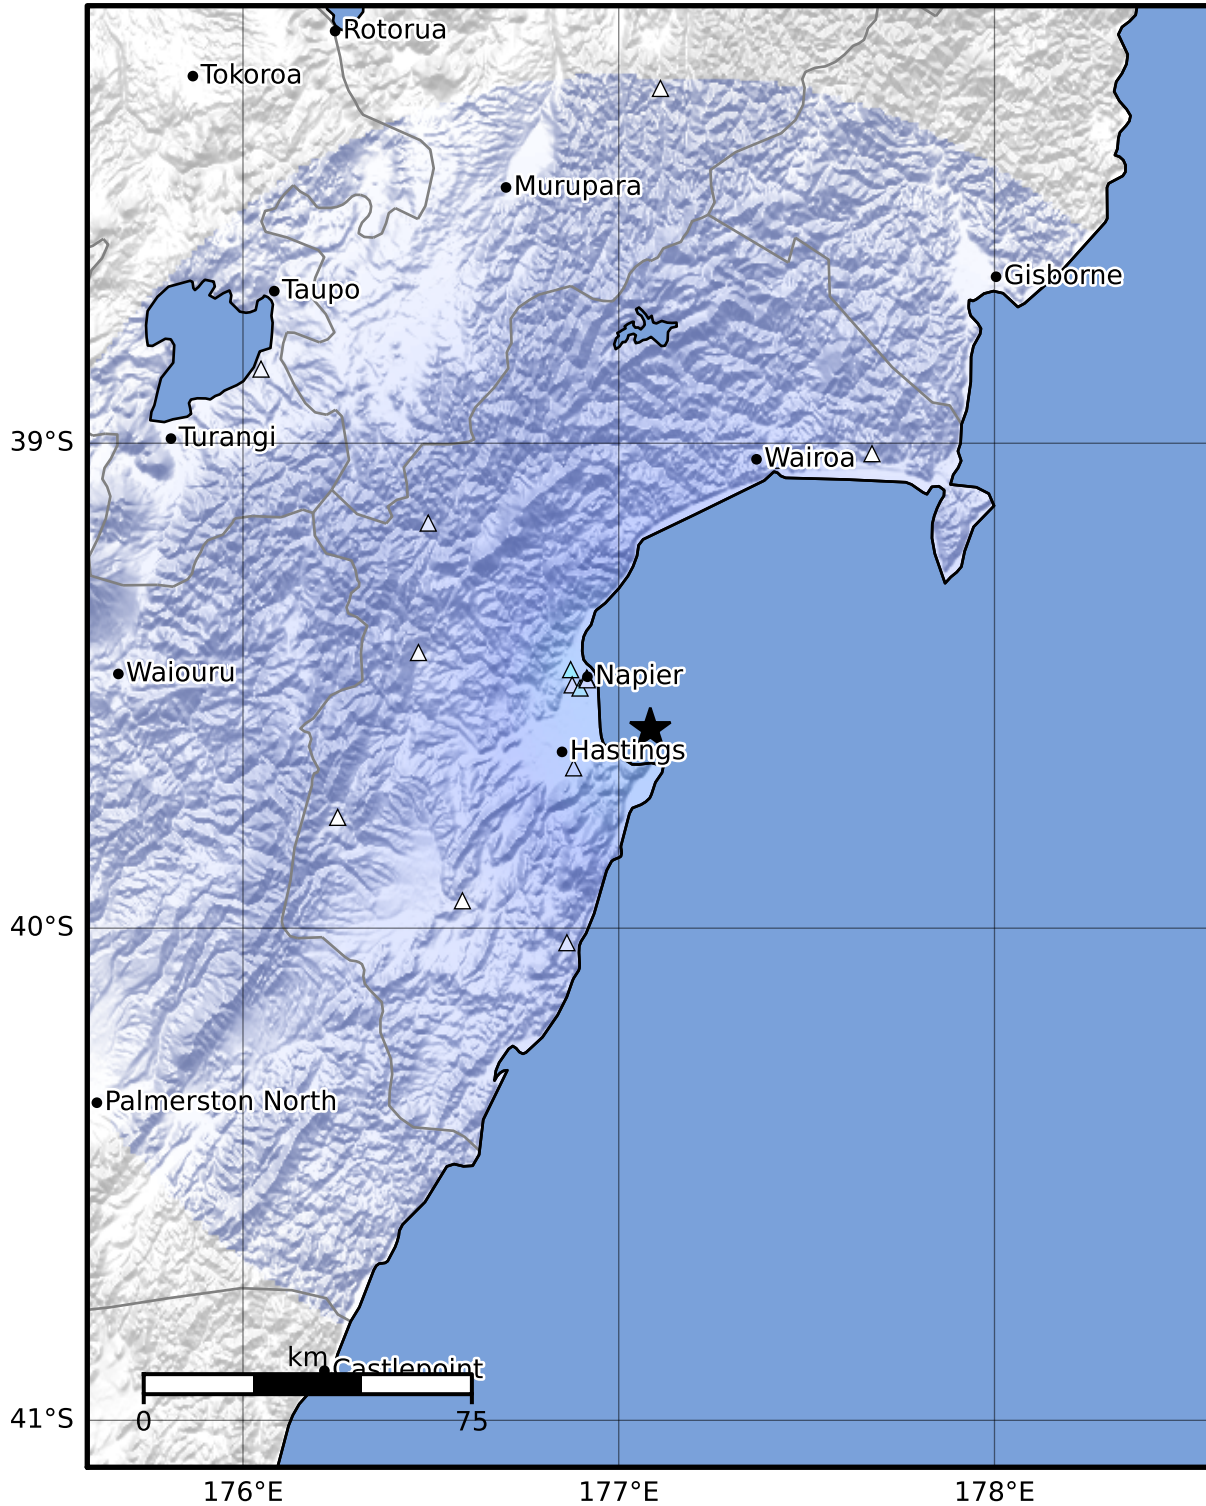 Rotorua
Tokoroa
Murupara
Gisborne
Taupo
39°S
Turangi
Wairoa
Waiouru
Napier
Hastings
40°S
Palmerston North
km
Castlepoint
0
75
41°S
176°E
177°E
178°E